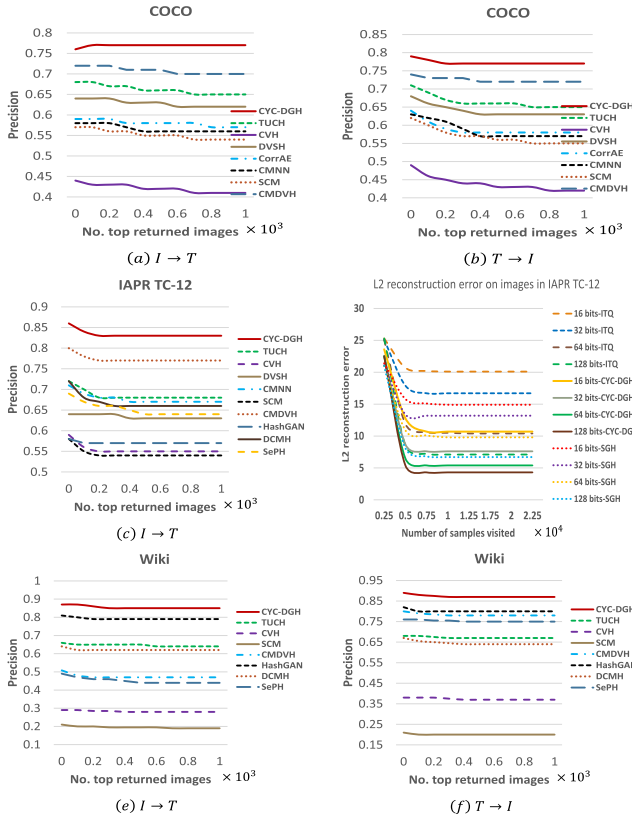 COCO
0.8
0.75
0.7
0.65
0.6
0.55
0.5
0.45
0.4
Precision
0 0.2 0.4 0.6 0.8 1
No. top returned images × 10³
CYC-DGH
TUCH
CVH
DVSH
CorrAE
CMNN
SCM
CMDVH
(a) I → T
COCO
0.85
0.8
0.75
0.7
0.65
0.6
0.55
0.5
0.45
0.4
Precision
0 0.2 0.4 0.6 0.8 1
No. top returned images × 10³
CYC-DGH
TUCH
CVH
DVSH
CorrAE
CMNN
SCM
CMDVH
(b) T → I
IAPR TC-12
0.9
0.85
0.8
0.75
0.7
0.65
0.6
0.55
0.5
Precision
0 0.2 0.4 0.6 0.8 1
No. top returned images × 10³
CYC-DGH
TUCH
CVH
DVSH
CMNN
SCM
CMDVH
HashGAN
DCMH
SePH
(c) I → T
L2 reconstruction error on images in IAPR TC-12
30
25
20
15
10
5
0
L2 reconstruction error
0.25 0.5 0.75 1 1.25 1.5 1.75 2 2.25
Number of samples visited × 10⁴
16 bits-ITQ
32 bits-ITQ
64 bits-ITQ
128 bits-ITQ
16 bits-CYC-DGH
32 bits-CYC-DGH
64 bits-CYC-DGH
128 bits-CYC-DGH
16 bits-SGH
32 bits-SGH
64 bits-SGH
128 bits-SGH
Wiki
1
0.9
0.8
0.7
0.6
0.5
0.4
0.3
0.2
0.1
Precision
0 0.2 0.4 0.6 0.8 1
No. top returned images × 10³
CYC-DGH
TUCH
CVH
SCM
CMDVH
HashGAN
DCMH
SePH
(e) I → T
Wiki
0.95
0.85
0.75
0.65
0.55
0.45
0.35
0.25
0.15
Precision
0 0.2 0.4 0.6 0.8 1
No. top returned images × 10³
CYC-DGH
TUCH
CVH
SCM
CMDVH
HashGAN
DCMH
SePH
(f) T → I